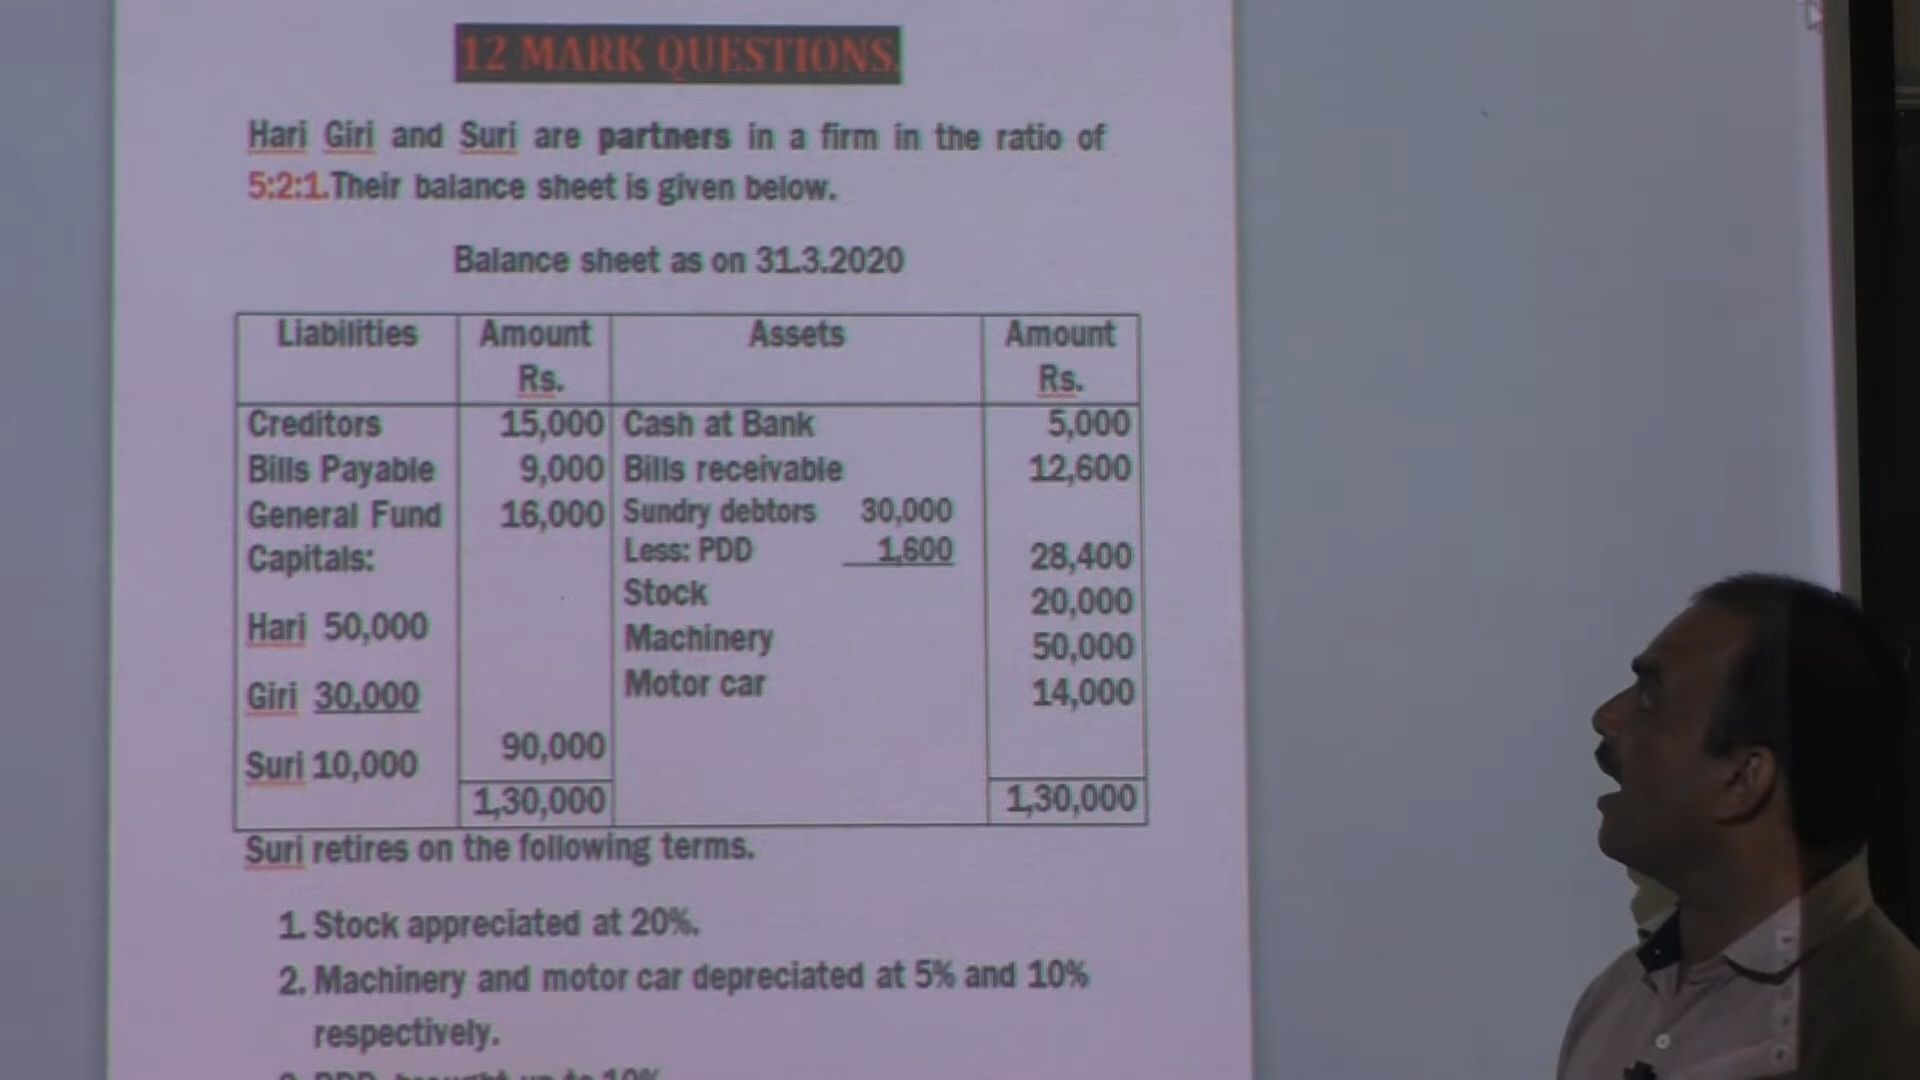 12 MARK QUESTIONS.
Hari Giri and Suri are partners in a firm in the ratio of
5:2:1.Their balance sheet is given below.
Balance sheet as on 31.3.2020
Liabilities Amount Rs. Assets Amount Rs.
Creditors 15,000 Cash at Bank 5,000
Bills Payable 9,000 Bills receivable 12,600
General Fund 16,000 Sundry debtors 30,000
Capitals: Less: PDD 1,600 28,400
Stock 20,000
Hari 50,000 Machinery 50,000
Giri 30,000 Motor car 14,000
Suri 10,000 90,000
1,30,000 1,30,000
Suri retires on the following terms.
1. Stock appreciated at 20%.
2. Machinery and motor car depreciated at 5% and 10%
respectively.
3. PDD brought up to 10%